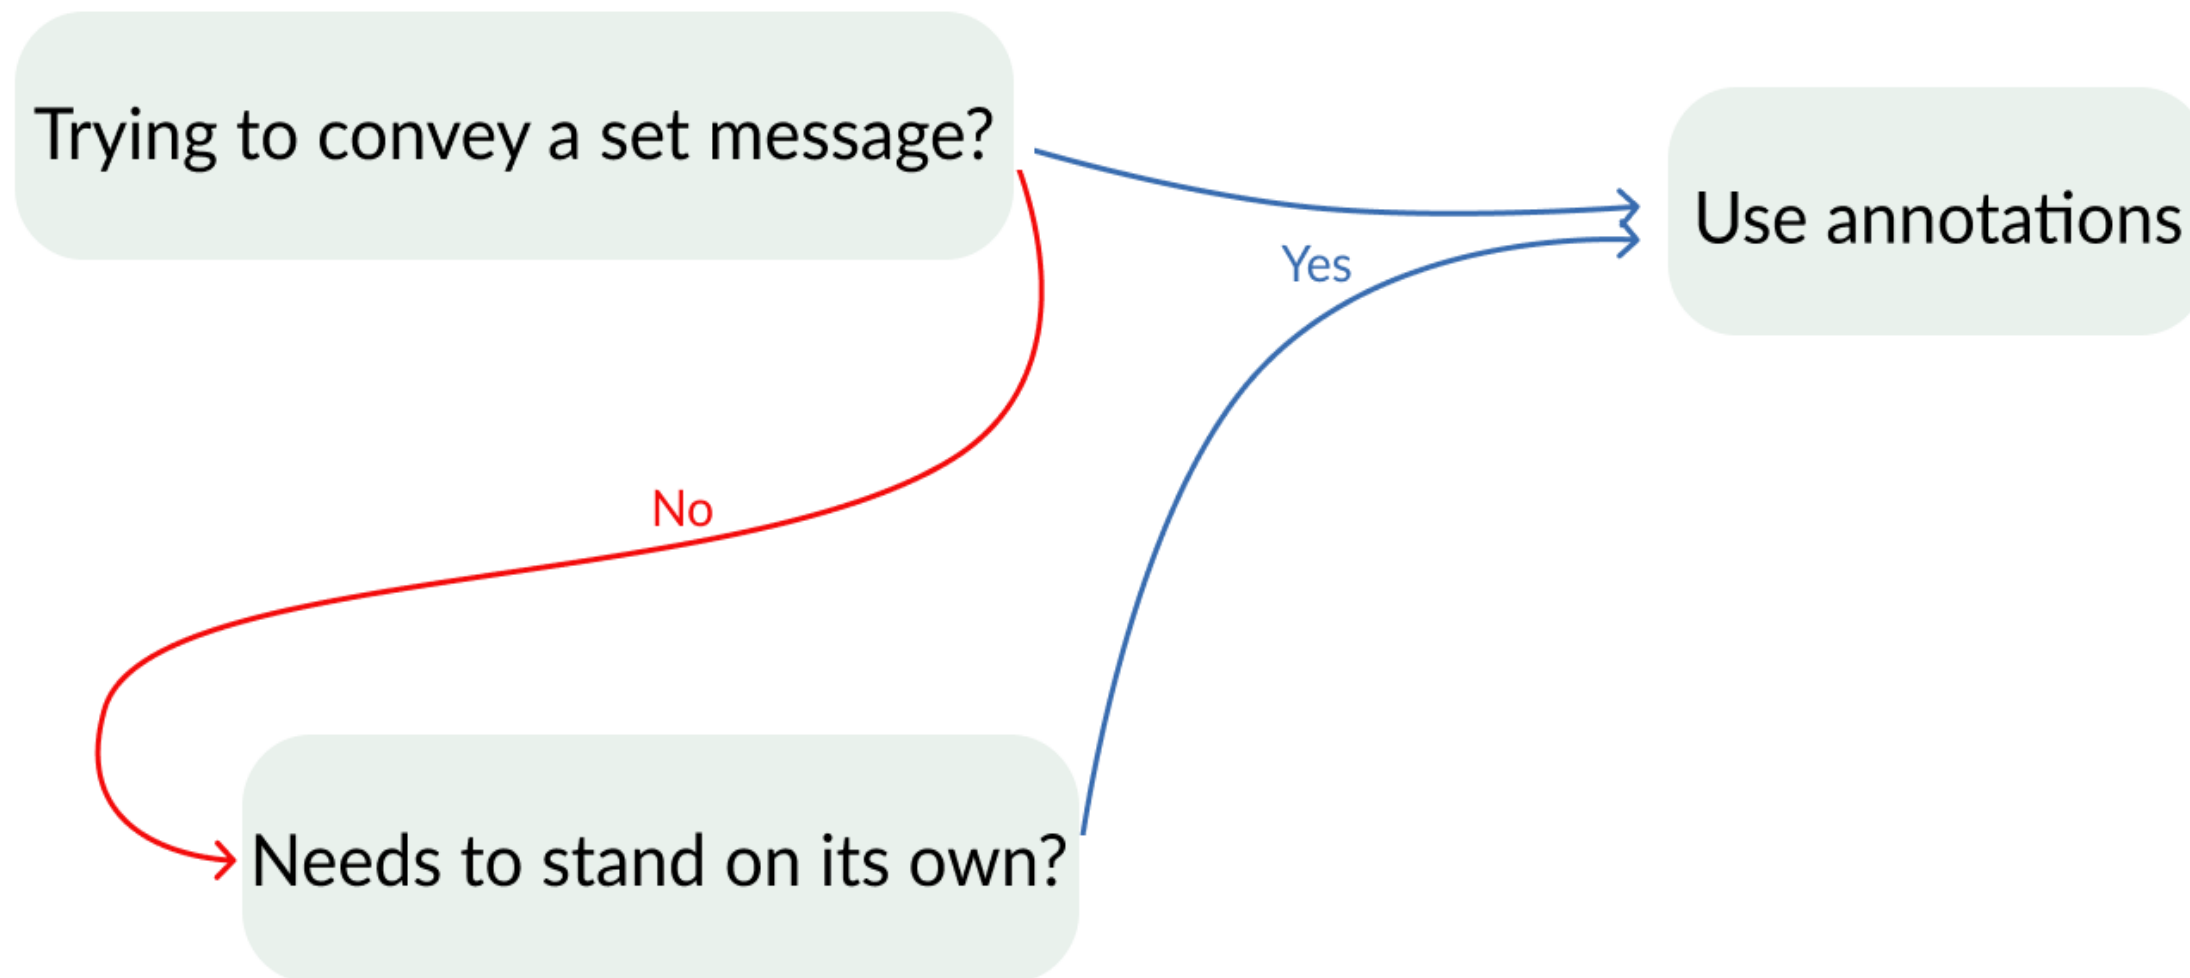 Trying to convey a set message?
Use annotations
Yes
No
Needs to stand on its own?